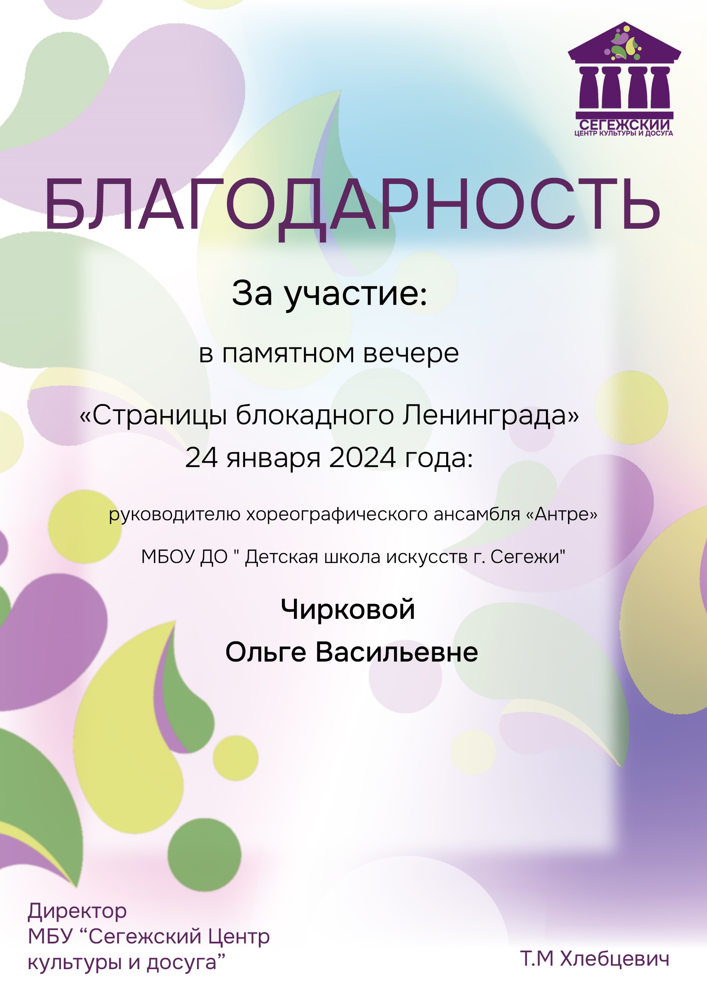 СЕГЕЖСКИЙ
ЦЕНТР КУЛЬТУРЫ И ДОСУГА
БЛАГОДАРНОСТЬ
За участие:
в памятном вечере
«Страницы блокадного Ленинграда»
24 января 2024 года:
руководителю хореографического ансамбля «Антре»
МБОУ ДО " Детская школа искусств г. Сегежи"
Чирковой
Ольге Васильевне
Директор
МБУ “Сегежский Центр
культуры и досуга”
Т.М Хлебцевич